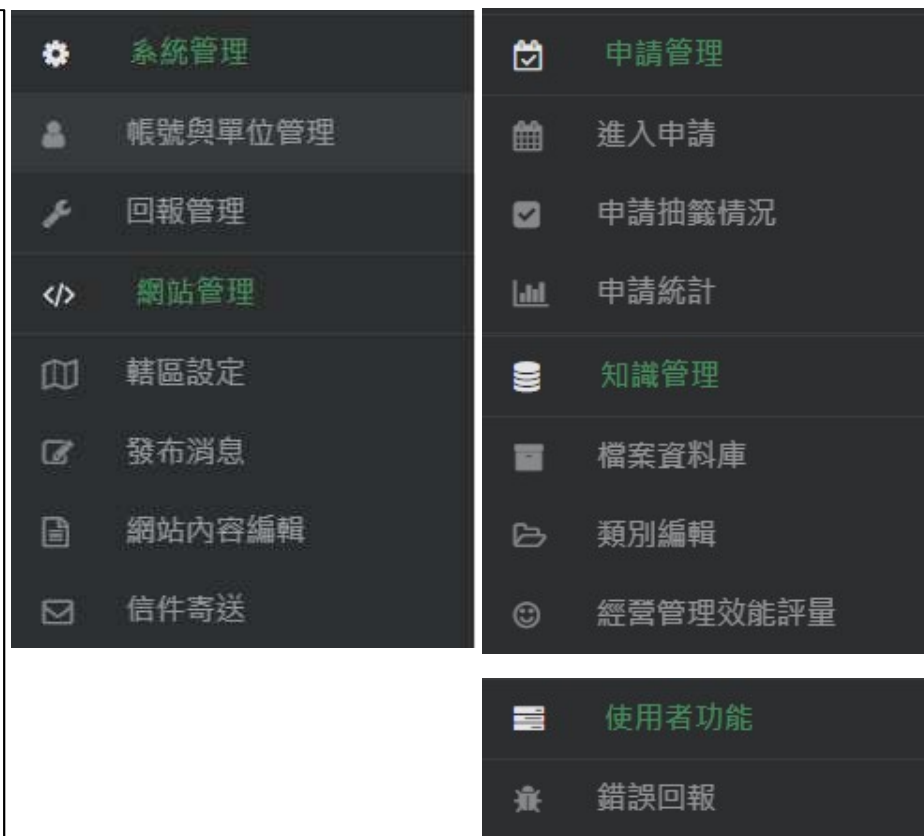 系統管理
帳號與單位管理
回報管理
網站管理
轄區設定
發布消息
網站內容編輯
信件寄送
申請管理
進入申請
申請抽籤情況
申請統計
知識管理
檔案資料庫
類別編輯
經營管理效能評量
使用者功能
錯誤回報